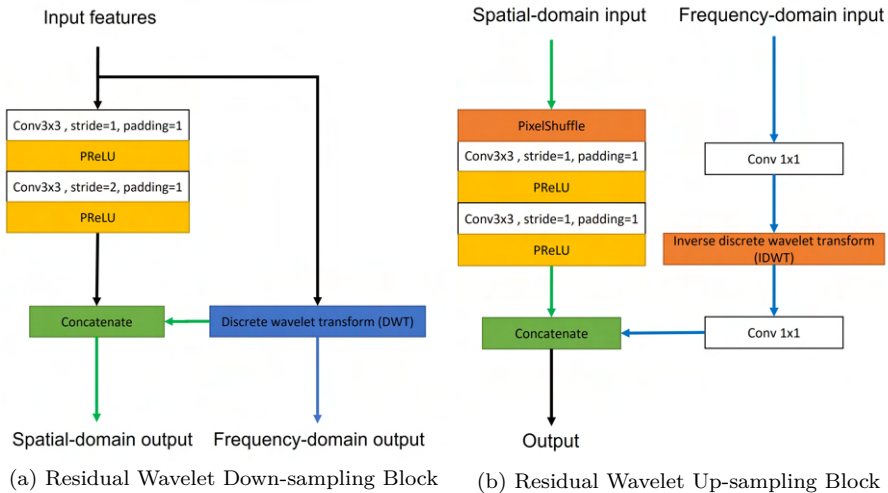 Input features
Conv3x3 , stride=1, padding=1
PReLU
Conv3x3 , stride=2, padding=1
PReLU
Concatenate
Discrete wavelet transform (DWT)
Spatial-domain output
Frequency-domain output
(a) Residual Wavelet Down-sampling Block
Spatial-domain input
Frequency-domain input
PixelShuffle
Conv3x3 , stride=1, padding=1
PReLU
Conv3x3 , stride=1, padding=1
PReLU
Conv 1x1
Inverse discrete wavelet transform
(IDWT)
Conv 1x1
Concatenate
Output
(b) Residual Wavelet Up-sampling Block